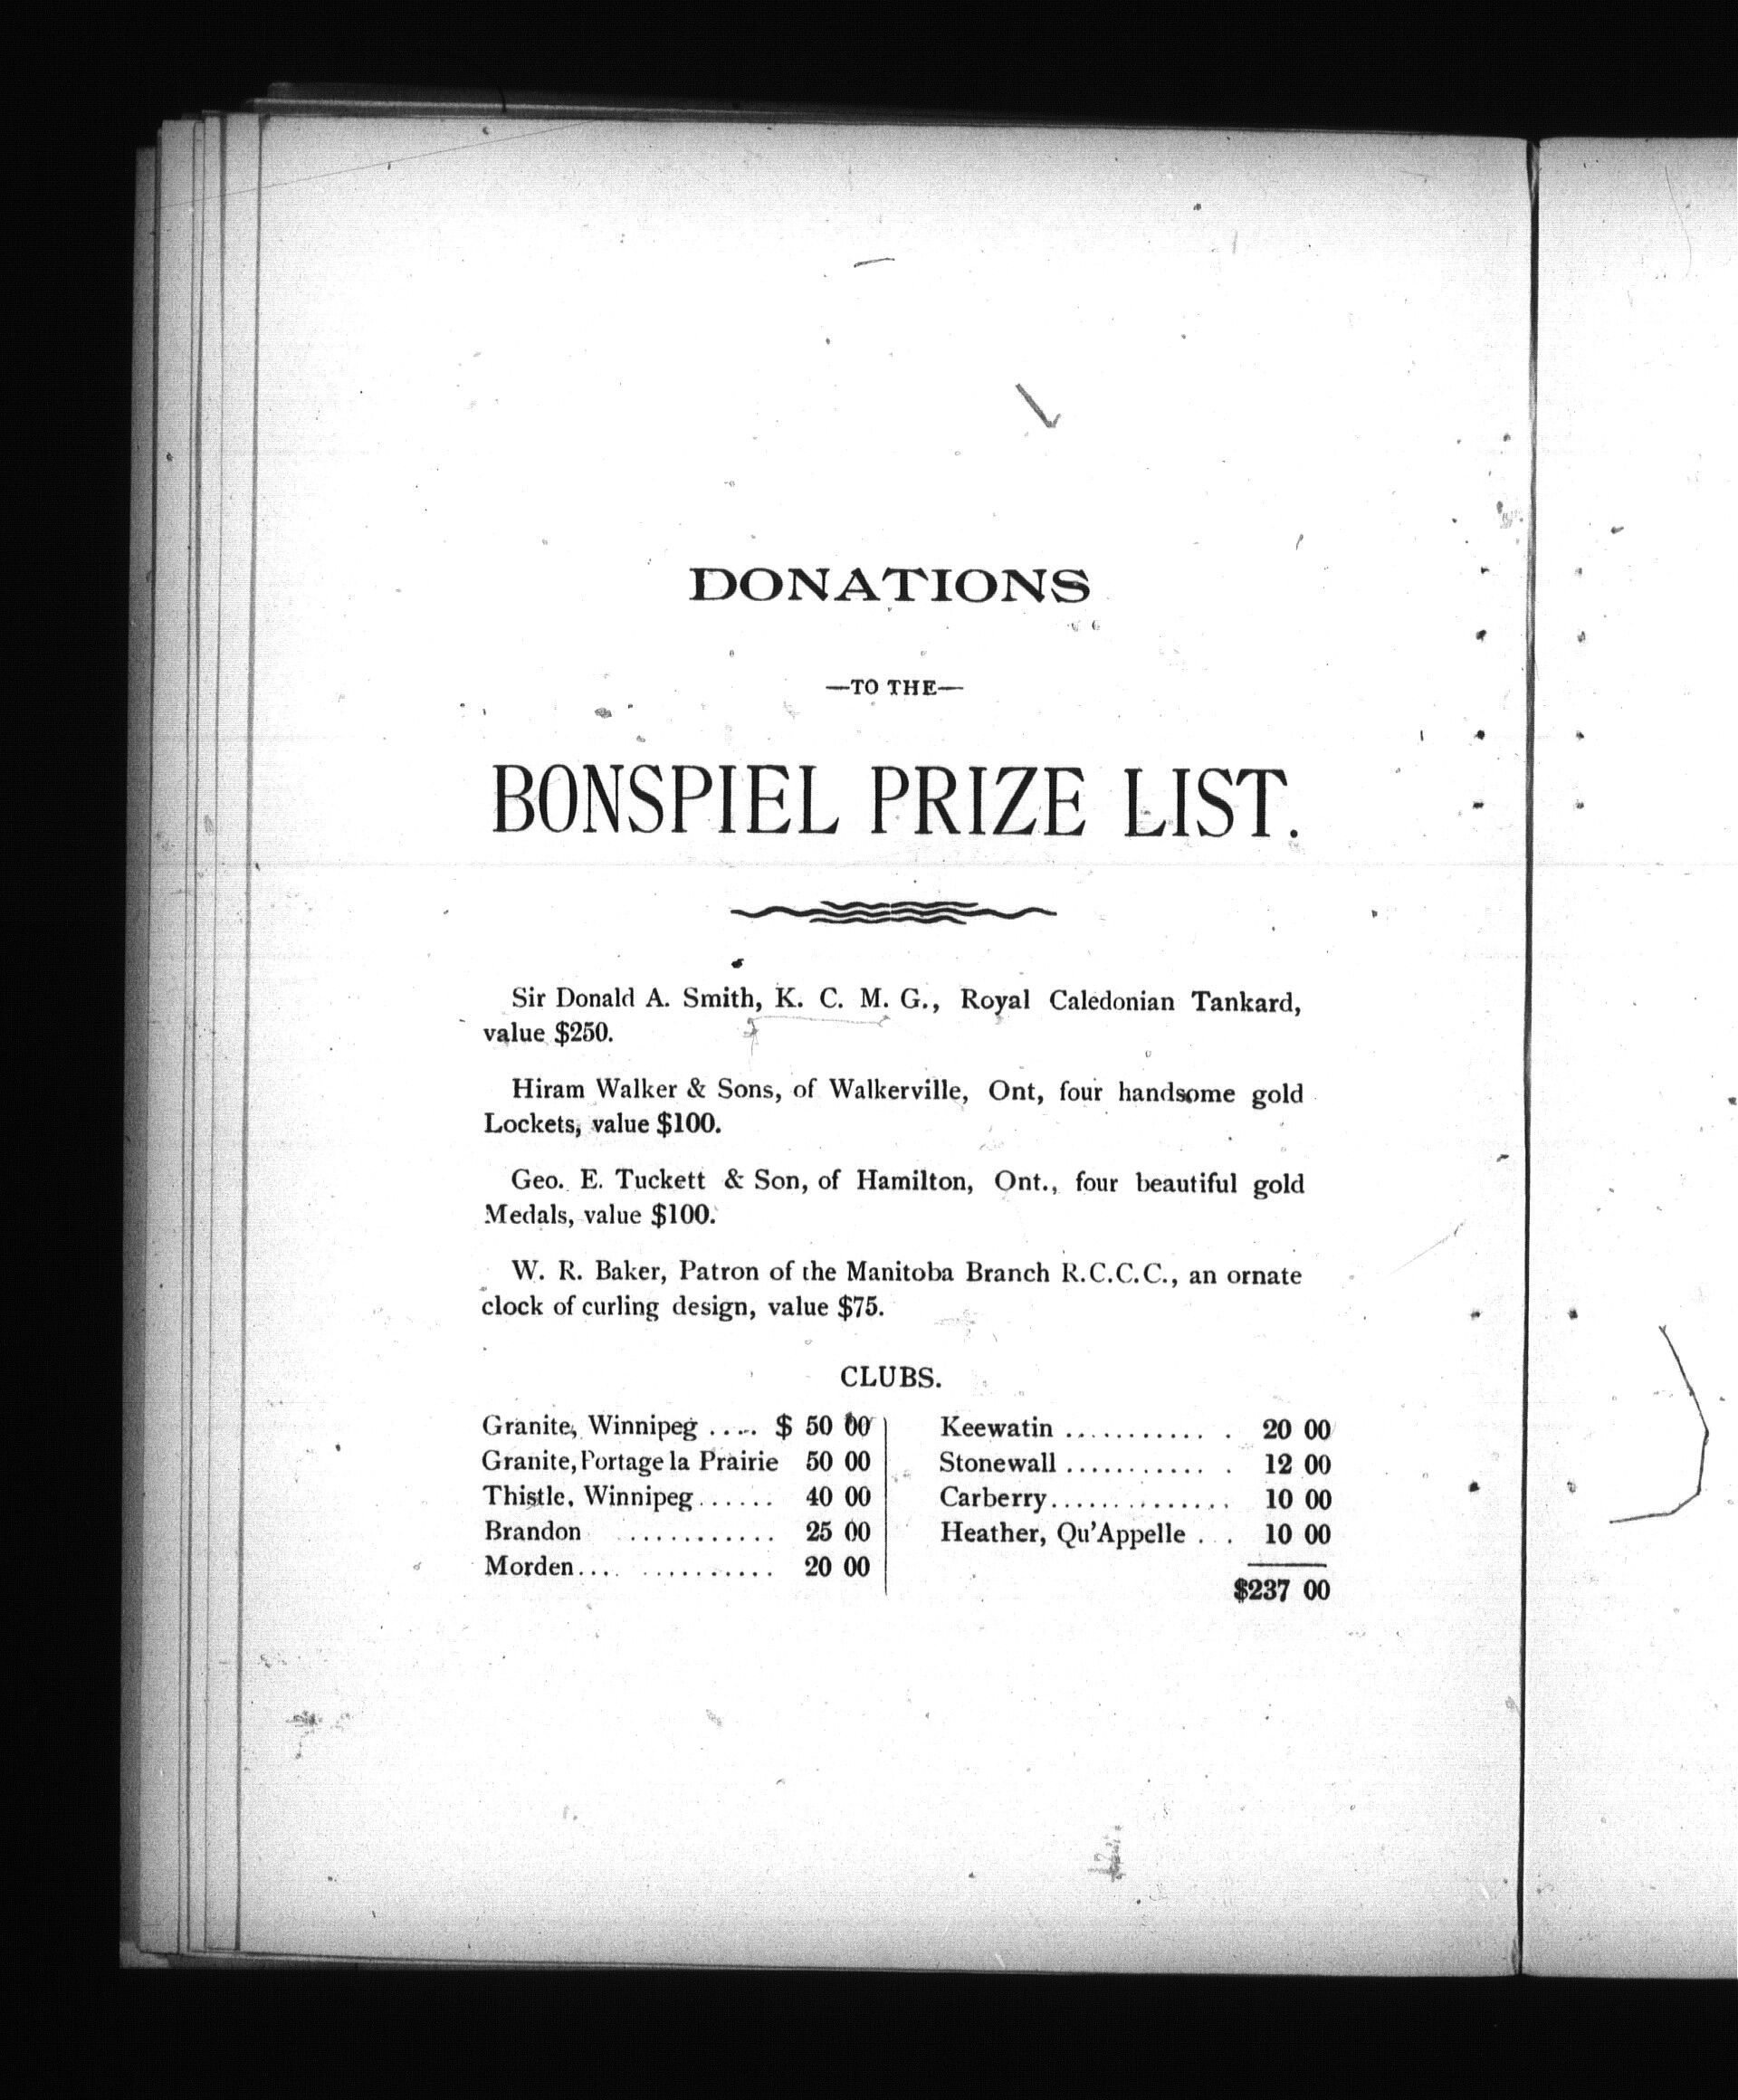 DONATIONS
—TO THE—
BONSPIEL PRIZE LIST.
Sir Donald A. Smith, K. C. M. G., Royal Caledonian Tankard,
value $250.
Hiram Walker & Sons, of Walkerville, Ont, four handsome gold
Lockets, value $100.
Geo. E. Tuckett & Son, of Hamilton, Ont., four beautiful gold
Medals, value $100.
W. R. Baker, Patron of the Manitoba Branch R.C.C.C., an ornate
clock of curling design, value $75.
CLUBS.
Granite, Winnipeg ..... $ 50 00
Granite, Portage la Prairie 50 00
Thistle, Winnipeg...... 40 00
Brandon ........... 25 00
Morden.... .......... 20 00
Keewatin ............ . 20 00
Stonewall ........... . 12 00
Carberry.............. 10 00
Heather, Qu'Appelle . . . 10 00
$237 00